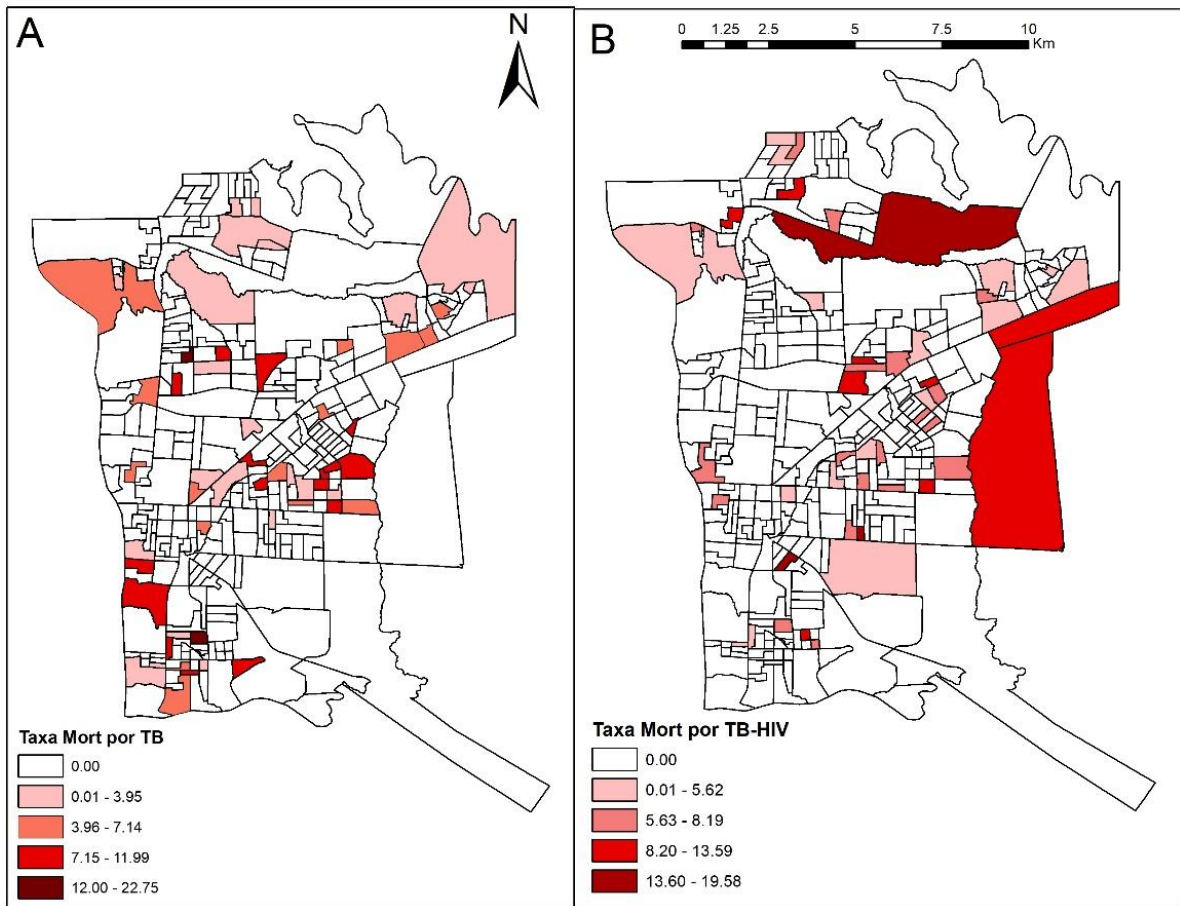 A
N
Taxa Mort por TB
0.00
0.01 - 3.95
3.96 - 7.14
7.15 - 11.99
12.00 - 22.75
B
0 1.25 2.5 5 7.5 10
Km
Taxa Mort por TB-HIV
0.00
0.01 - 5.62
5.63 - 8.19
8.20 - 13.59
13.60 - 19.58